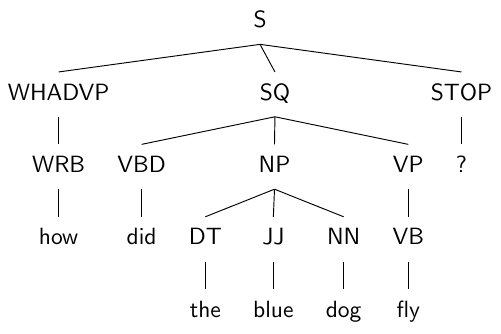 S
WHADVP SQ STOP
WRB VBD NP VP ?
how did DT JJ NN VB
the blue dog fly